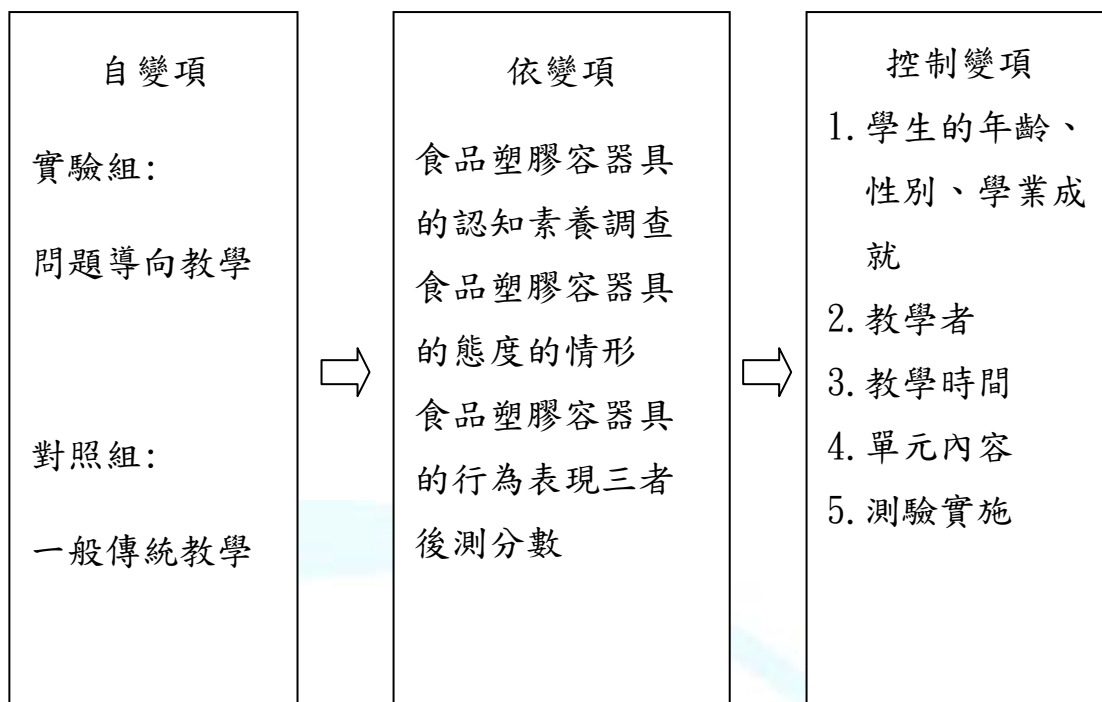 自變項
實驗組:
問題導向教學
對照組:
一般傳統教學
依變項
食品塑膠容器具
的認知素養調查
食品塑膠容器具
的態度的情形
食品塑膠容器具
的行為表現三者
後測分數
控制變項
1. 學生的年齡、
性別、學業成
就
2. 教學者
3. 教學時間
4. 單元內容
5. 測驗實施